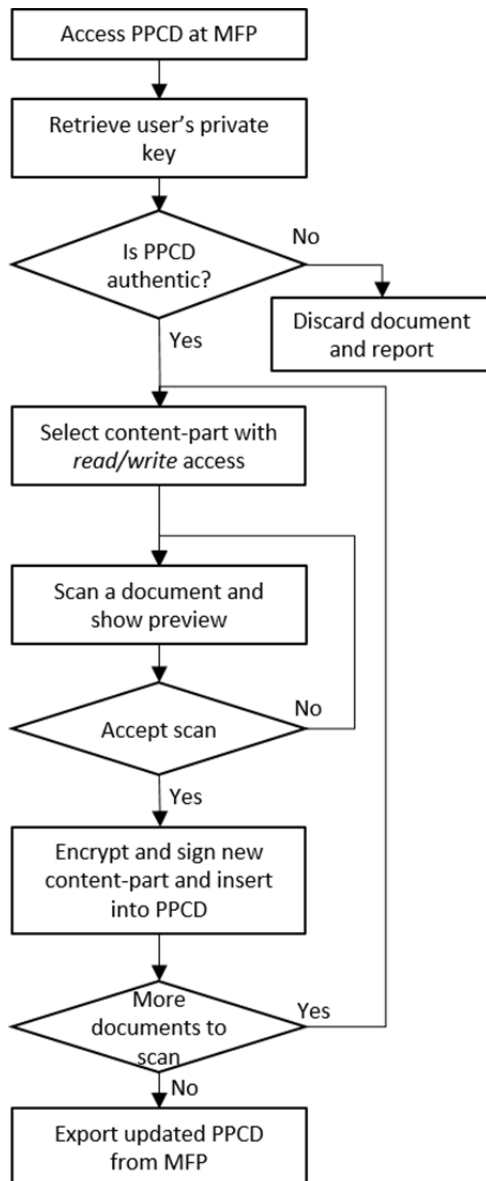 Access PPCD at MFP
Retrieve user’s private
key
Is PPCD
authentic?
No
Discard document
and report
Yes
Select content-part with
read/write access
Scan a document and
show preview
Accept scan
No
Yes
Encrypt and sign new
content-part and insert
into PPCD
More
documents to
scan
Yes
No
Export updated PPCD
from MFP